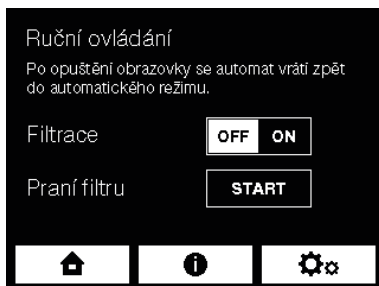 Ruční ovládání
Po opuštění obrazovky se automat vrátí zpět
do automatického režimu.
Filtrace OFF ON
Praní filtru START